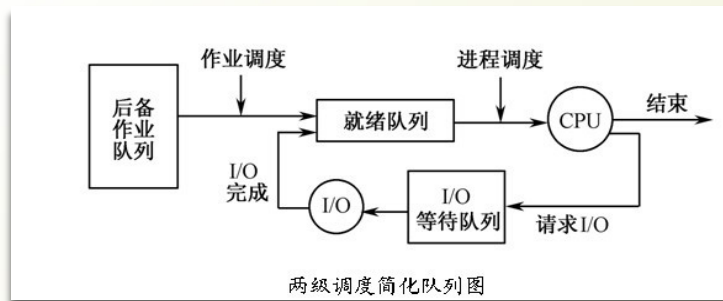 作业调度
进程调度
后备
作业
队列
就绪队列
CPU
结束
I/O
完成
I/O
I/O
等待队列
请求 I/O
两级调度简化队列图